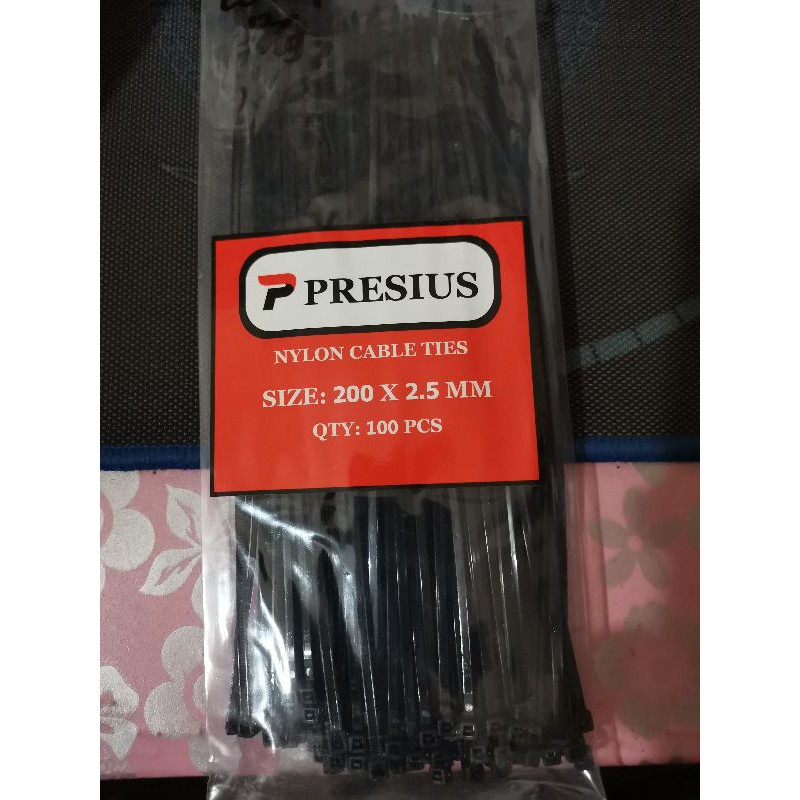 PRESIUS
NYLON CABLE TIES
SIZE: 200 X 2.5 MM
QTY: 100 PCS